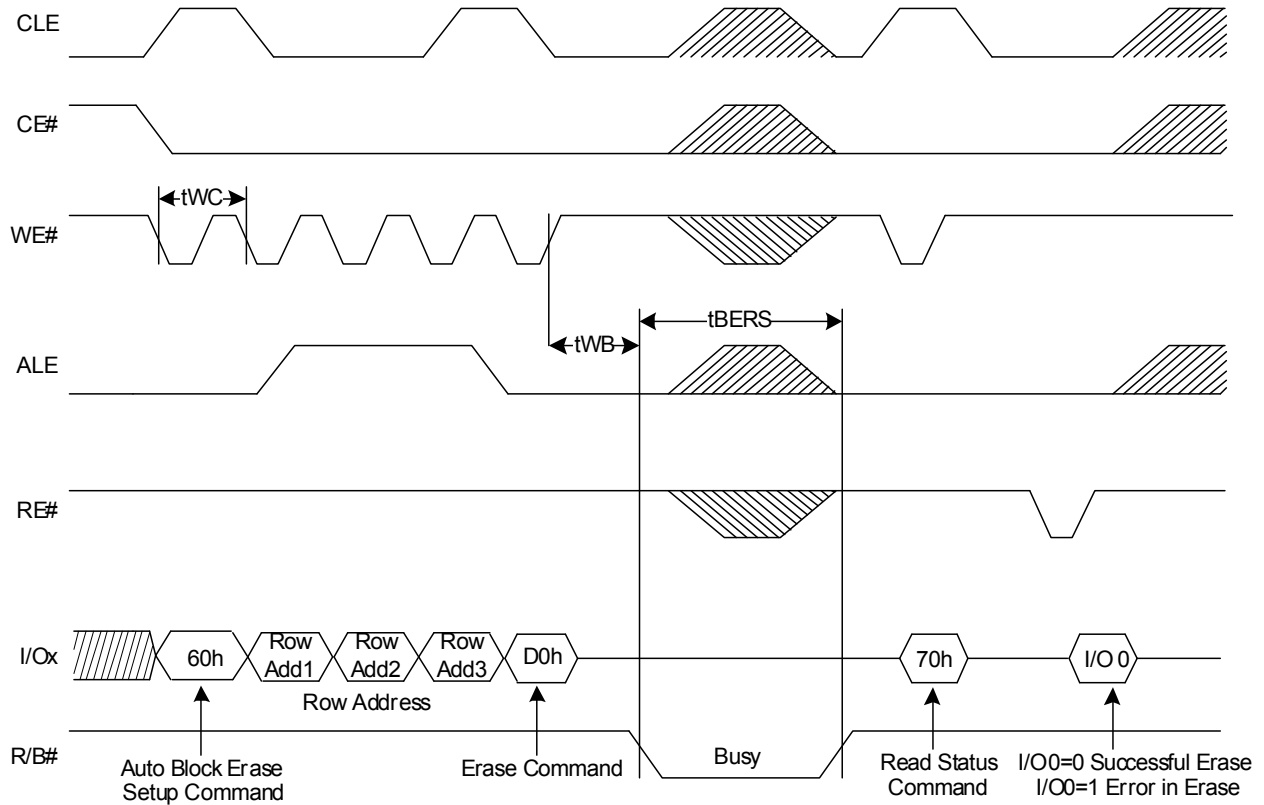 CLE
CE#
tWC
WE#
tBERS
tWB
ALE
RE#
I/Ox
60h
Row
Add1
Row
Add2
Row
Add3
D0h
70h
I/O 0
Row Address
R/B#
Busy
Auto Block Erase
Setup Command
Erase Command
Read Status
Command
I/O0=0 Successful Erase
I/O0=1 Error in Erase